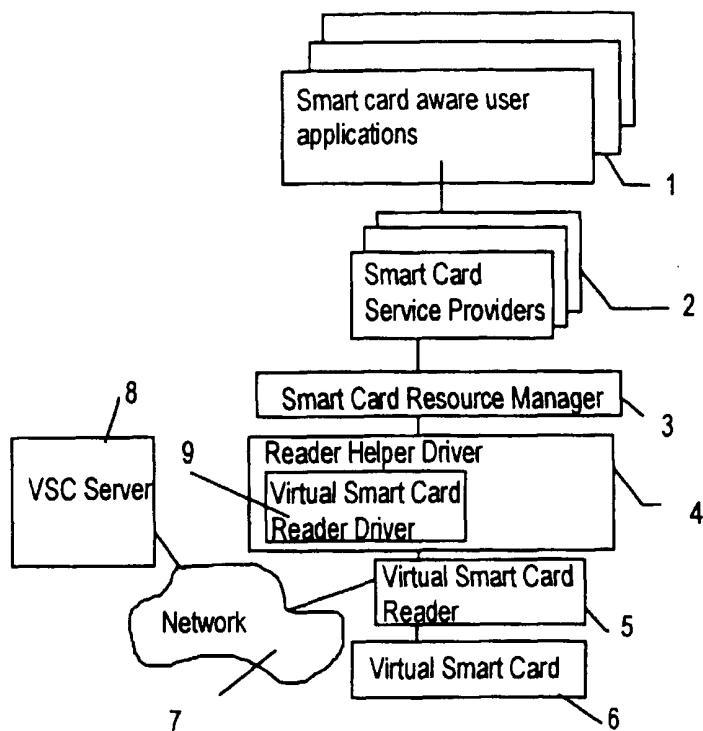 Smart card aware user
applications
1
Smart Card
Service Providers
2
8
Smart Card Resource Manager
3
9
Reader Helper Driver
VSC Server
Virtual Smart Card
Reader Driver
4
Virtual Smart Card
Reader
5
Network
Virtual Smart Card
7
6